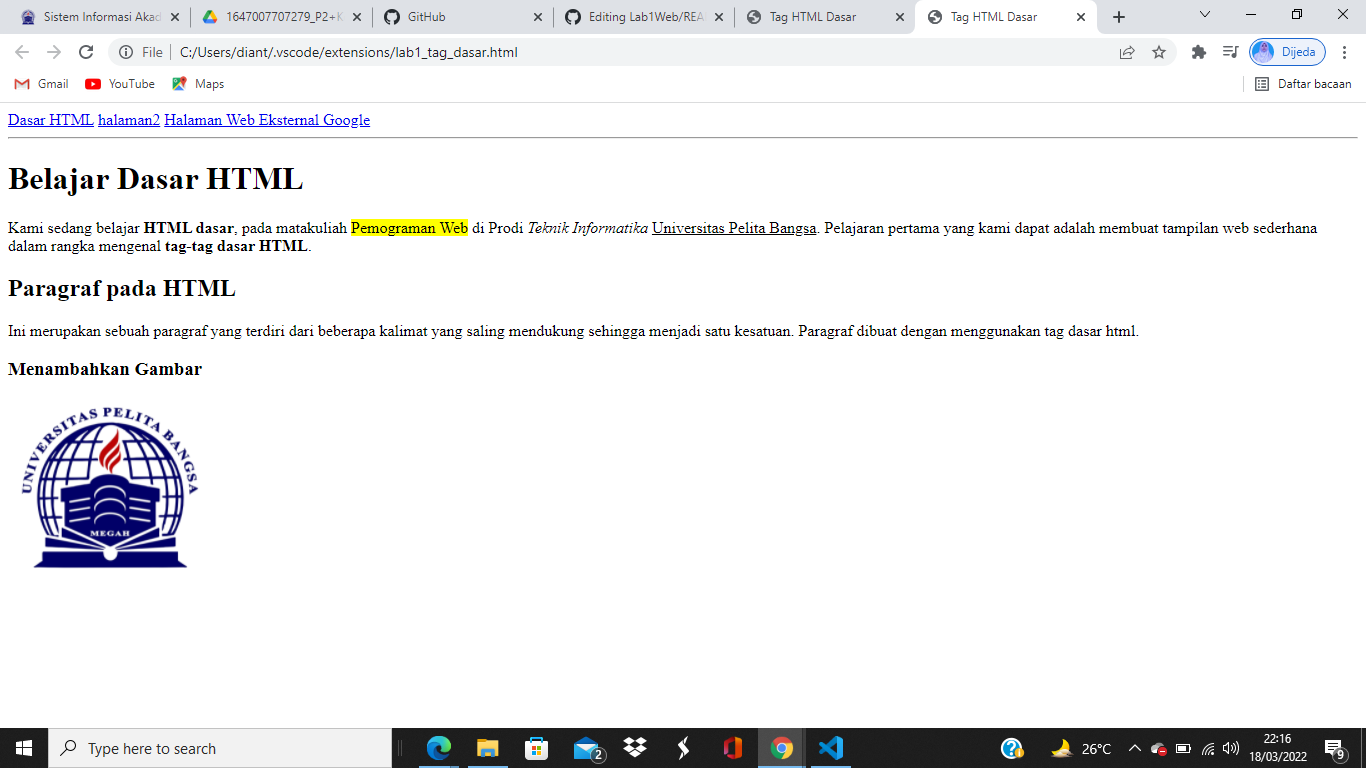 Sistem Informasi Akad
1647007707279_P2+K
GitHub
Editing Lab1Web/REA
Tag HTML Dasar
Tag HTML Dasar
File
C:/Users/diant/.vscode/extensions/lab1_tag_dasar.html
Dijeda
Gmail
YouTube
Maps
Daftar bacaan
Dasar HTML halaman2 Halaman Web Eksternal Google
Belajar Dasar HTML
Kami sedang belajar HTML dasar, pada matakuliah Pemograman Web di Prodi Teknik Informatika Universitas Pelita Bangsa. Pelajaran pertama yang kami dapat adalah membuat tampilan web sederhana
dalam rangka mengenal tag-tag dasar HTML.
Paragraf pada HTML
Ini merupakan sebuah paragraf yang terdiri dari beberapa kalimat yang saling mendukung sehingga menjadi satu kesatuan. Paragraf dibuat dengan menggunakan tag dasar html.
Menambahkan Gambar
UNIVERSITAS PELITA BANGSA
MEGAH
Type here to search
2
26°C
22:16
18/03/2022
9